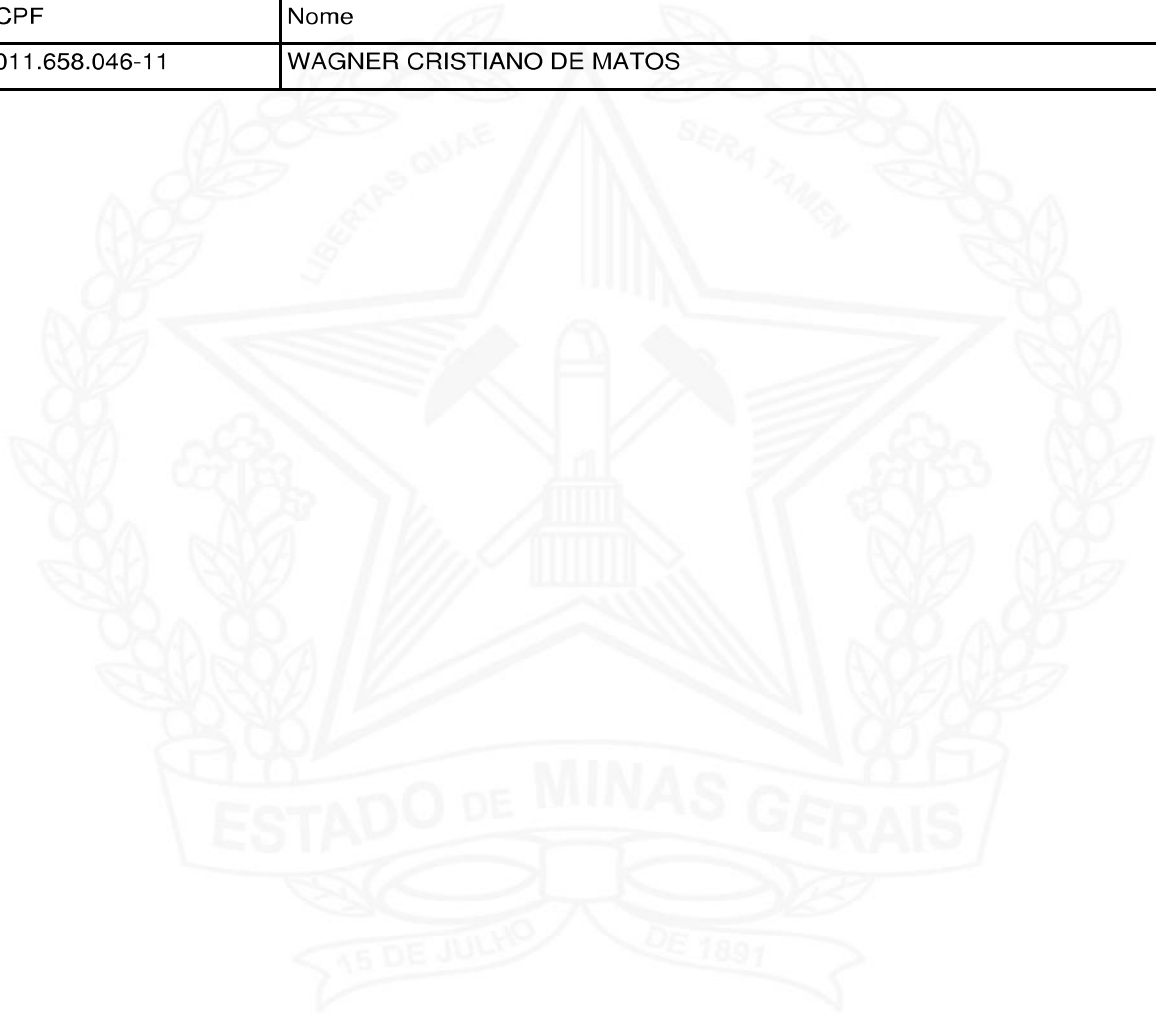 CPF Nome
011.658.046-11 WAGNER CRISTIANO DE MATOS
LIBERTAS QUAE SERA TAMEN
ESTADO DE MINAS GERAIS
15 DE JULHO DE 1891